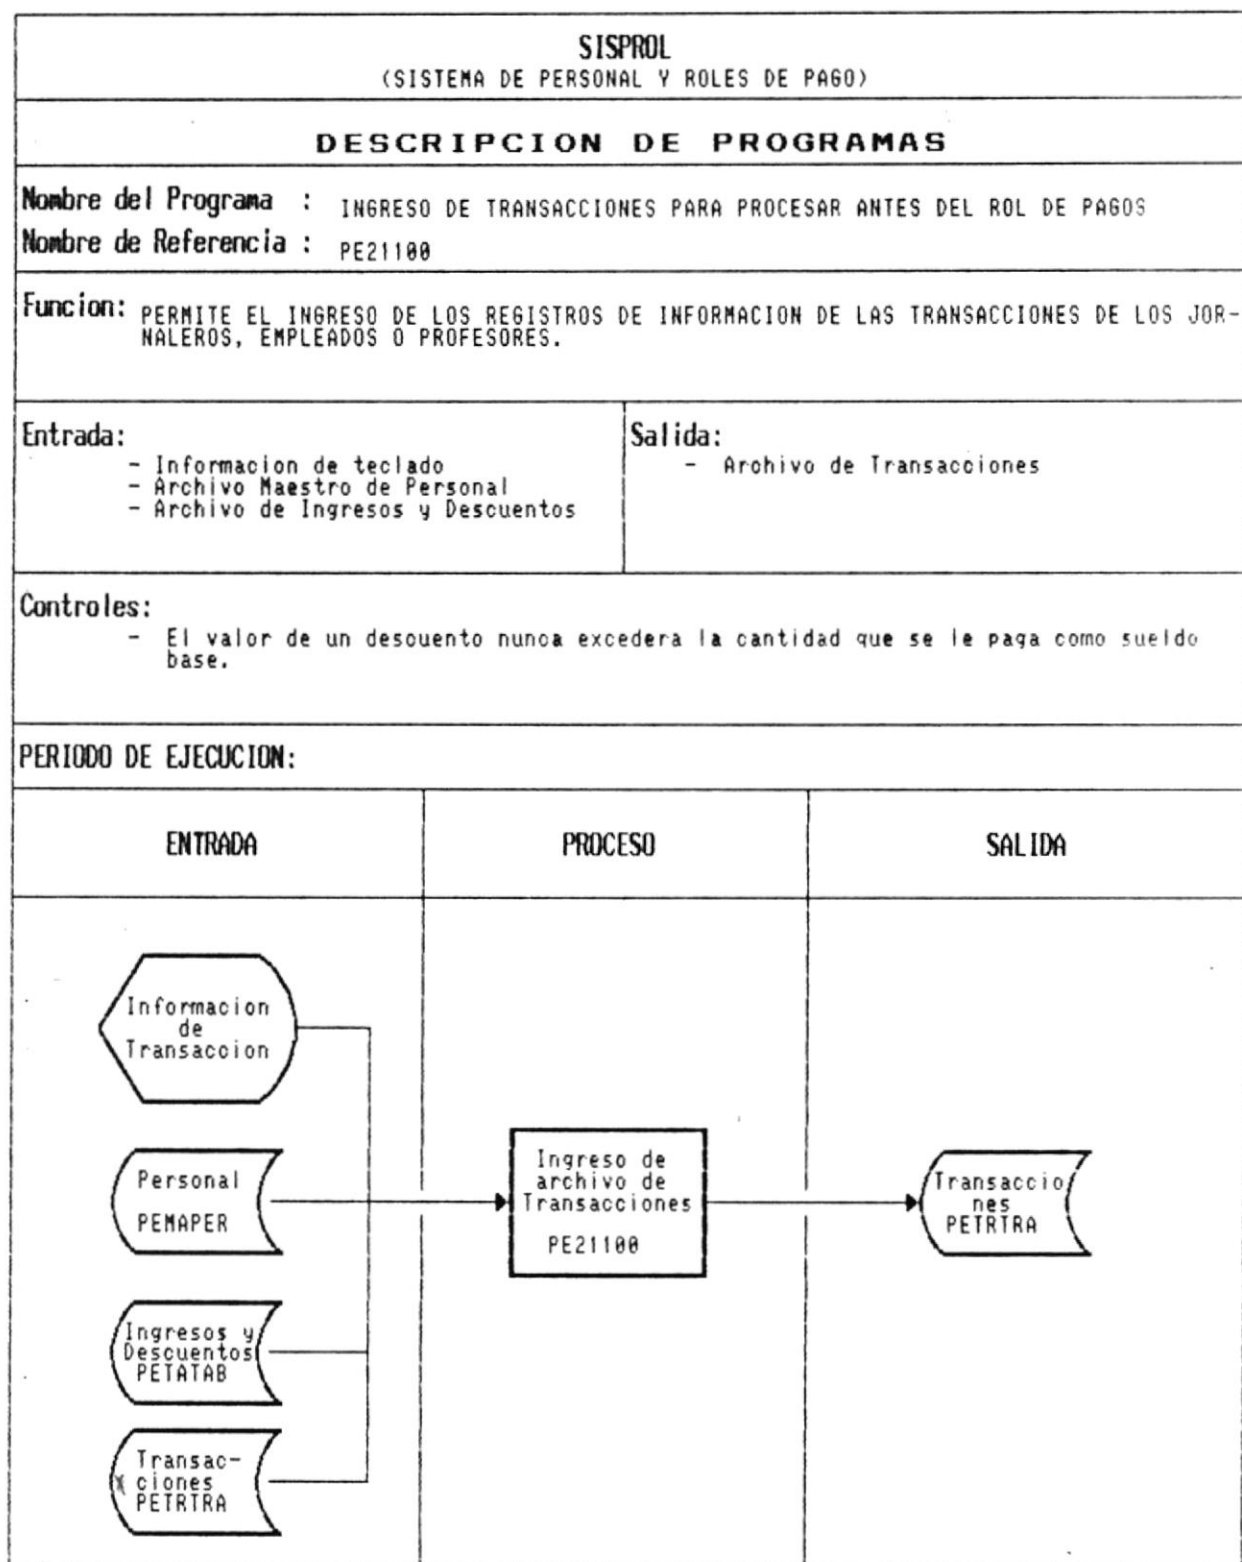 SISPROL
(SISTEMA DE PERSONAL Y ROLES DE PAGO)
DESCRIPCION DE PROGRAMAS
Nombre del Programa : INGRESO DE TRANSACCIONES PARA PROCESAR ANTES DEL ROL DE PAGOS
Nombre de Referencia : PE21100
Funcion: PERMITE EL INGRESO DE LOS REGISTROS DE INFORMACION DE LAS TRANSACCIONES DE LOS JOR-
NALEROS, EMPLEADOS O PROFESORES.
Entrada:
- Informacion de teclado
- Archivo Maestro de Personal
- Archivo de Ingresos y Descuentos
Salida:
- Archivo de Transacciones
Controles:
- El valor de un descuento nunca excedera la cantidad que se le paga como sueldo
base.
PERIODO DE EJECUCION:
ENTRADA
PROCESO
SALIDA
Informacion
de
Transaccion
Personal
PEMAPER
Ingresos y
Descuentos
PETATAB
Transac-
ciones
PETRTRA
Ingreso de
archivo de
Transacciones
PE21100
Transaccio
nes
PETRTRA